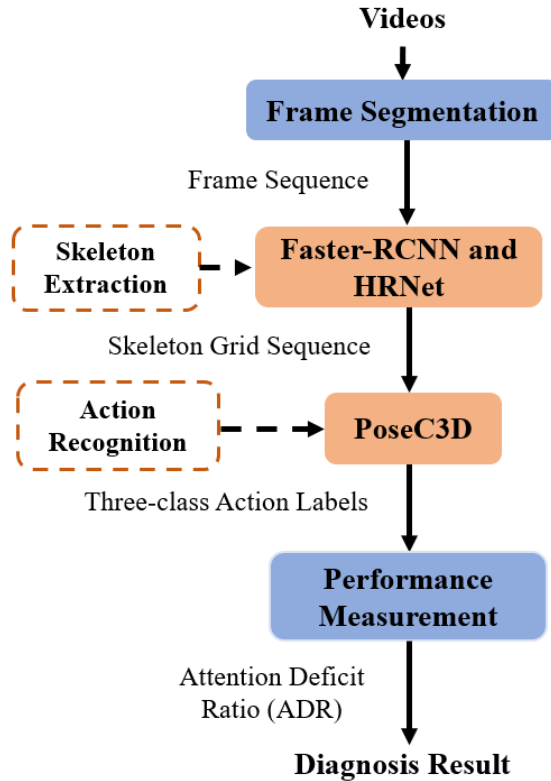 Videos
Frame Segmentation
Frame Sequence
Skeleton
Extraction
Faster-RCNN and
HRNet
Skeleton Grid Sequence
Action
Recognition
PoseC3D
Three-class Action Labels
Performance
Measurement
Attention Deficit
Ratio (ADR)
Diagnosis Result